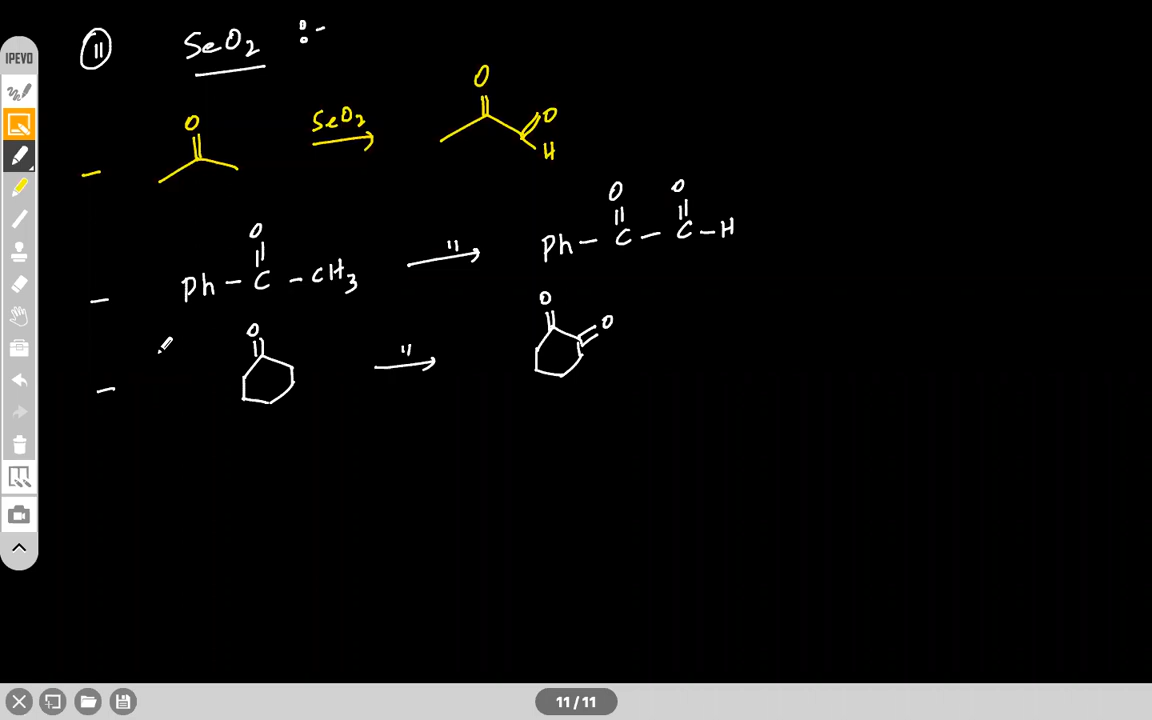 IPEVO
11 SeO2 :-
O SeO2 O O H
- Ph - C - CH3 " Ph - C - C - H
O O O
- O " O O
11/11